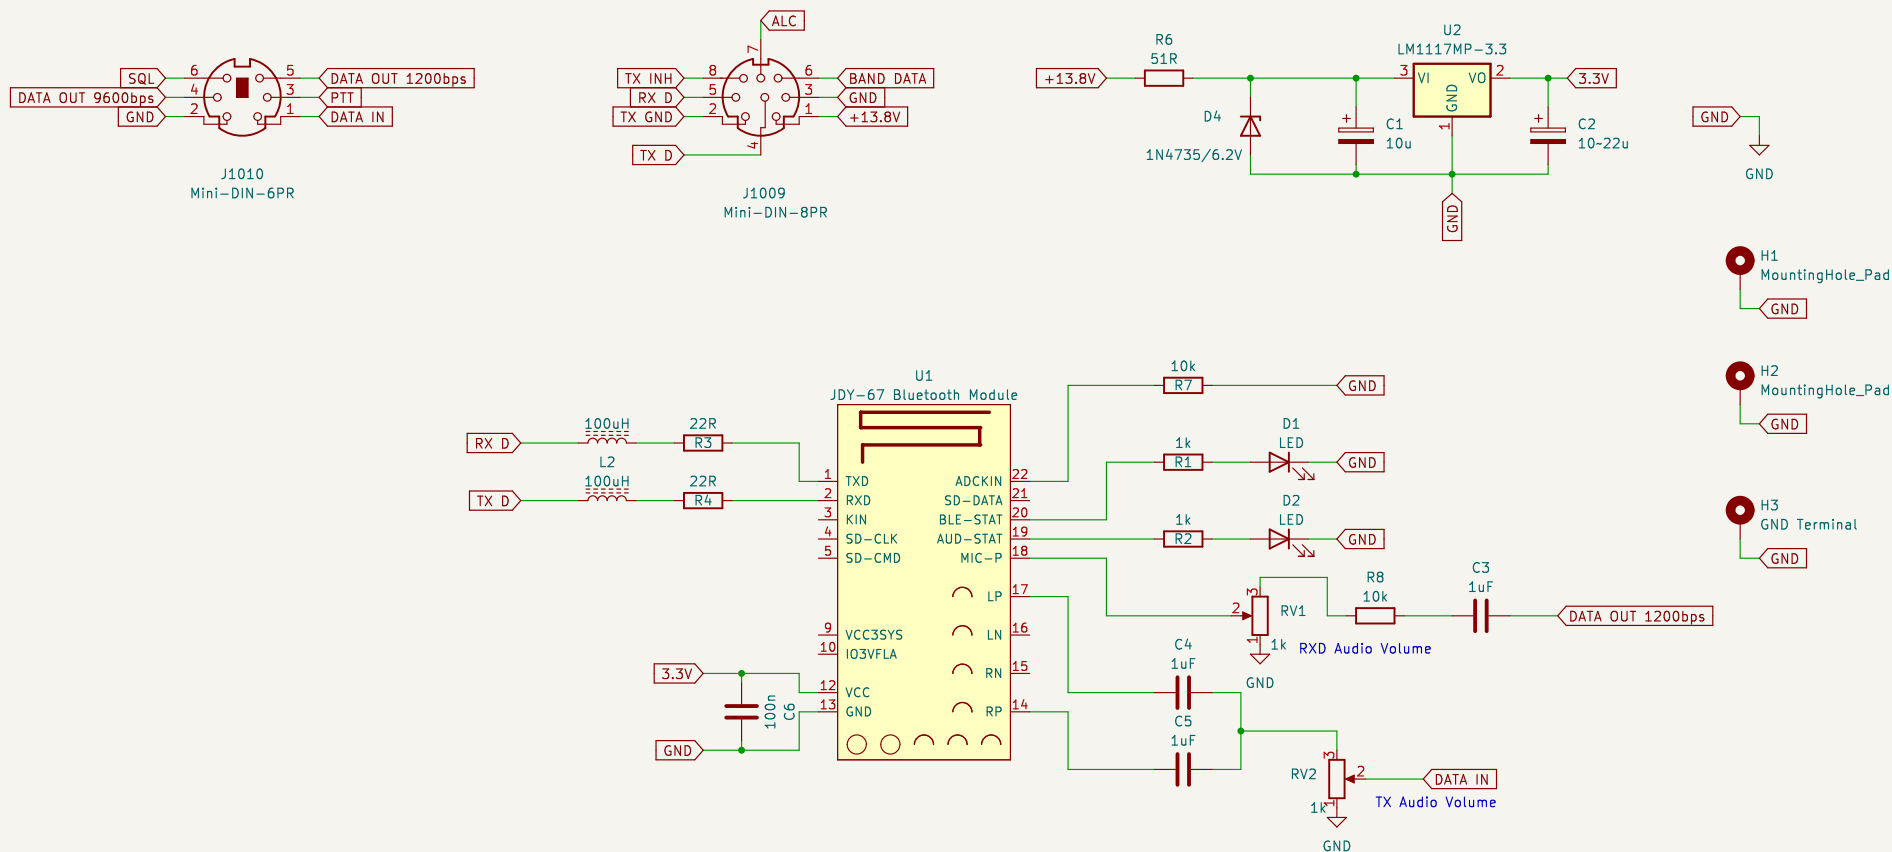 SQL
6
5
DATA OUT 1200bps
DATA OUT 9600bps
4
3
PTT
GND
2
1
DATA IN
J1010
Mini-DIN-6PR
ALC
7
TX INH
8
6
BAND DATA
RX D
5
3
GND
TX GND
2
1
+13.8V
TX D
4
J1009
Mini-DIN-8PR
R6
51R
+13.8V
D4
1N4735/6.2V
U2
LM1117MP-3.3
3
VI
VO
2
GND
1
3.3V
+
C1
10u
+
C2
10~22u
GND
GND
GND
H1
MountingHole_Pad
GND
H2
MountingHole_Pad
GND
H3
GND Terminal
GND
U1
JDY-67 Bluetooth Module
100uH
22R
RX D
R3
L2
100uH
22R
TX D
R4
1
TXD
2
RXD
3
KIN
4
SD-CLK
5
SD-CMD
9
VCC3SYS
10
IO3VFLA
12
VCC
13
GND
ADCKIN
22
SD-DATA
21
BLE-STAT
20
AUD-STAT
19
MIC-P
18
LP
17
LN
16
RN
15
RP
14
3.3V
100n
C6
GND
10k
R7
GND
1k
R1
D1
LED
GND
1k
R2
D2
LED
GND
3
2
1
RV1
1k
GND
R8
10k
C3
1uF
DATA OUT 1200bps
RXD Audio Volume
C4
1uF
C5
1uF
3
RV2
2
DATA IN
1
1k
TX Audio Volume
GND